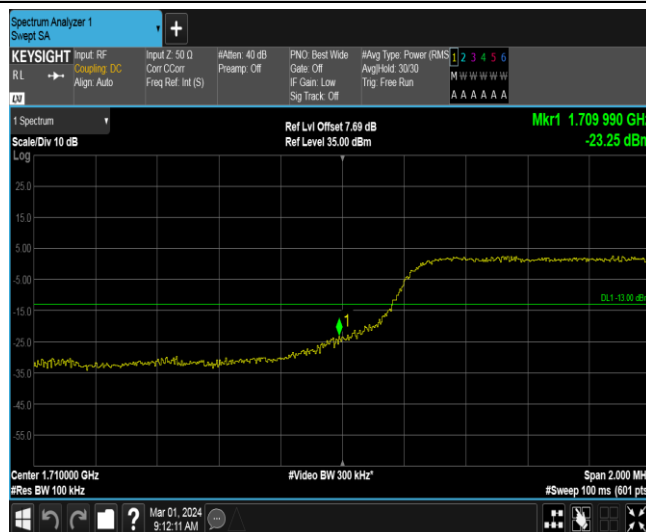 Spectrum Analyzer 1
Swept SA
KEYSIGHT
RL
LXI
Input: RF
Coupling: DC
Align: Auto
Input Z: 50 Ω
Corr CCorr
Freq Ref: Int (S)
#Atten: 40 dB
Preamp: Off
PNO: Best Wide
Gate: Off
IF Gain: Low
Sig Track: Off
#Avg Type: Power (RMS
Avg|Hold: 30/30
Trig: Free Run
1 2 3 4 5 6
M W W W W W
A A A A A A
1 Spectrum
Scale/Div 10 dB
Log
Ref Lvl Offset 7.69 dB
Ref Level 35.00 dBm
Mkr1 1.709 990 GHz
-23.25 dBm
25.0
15.0
5.00
-5.00
-15.0
-25.0
-35.0
-45.0
-55.0
DL1 -13.00 dBm
1
Center 1.710000 GHz
#Res BW 100 kHz
#Video BW 300 kHz*
Span 2.000 MH
#Sweep 100 ms (601 pts
?
Mar 01, 2024
9:12:11 AM